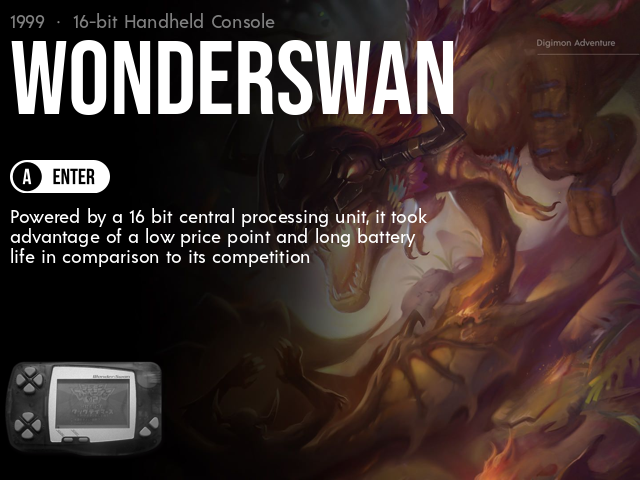 1999 · 16-bit Handheld Console
Digimon Adventure
WONDERSWAN
A ENTER
Powered by a 16 bit central processing unit, it took
advantage of a low price point and long battery
life in comparison to its competition
WonderSwan